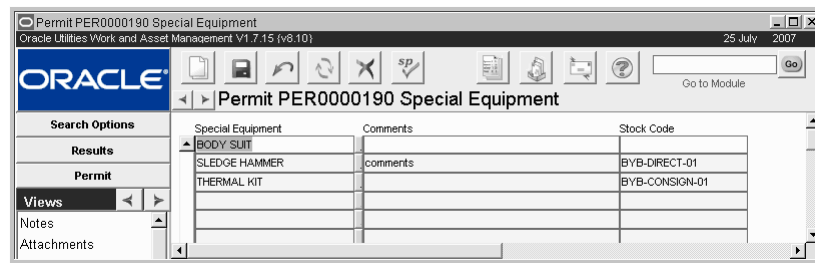 Permit PER0000190 Special Equipment
Oracle Utilities Work and Asset Management V1.7.15 (v8.10) 25 July 2007
ORACLE
sp
Go
Go to Module
Permit PER0000190 Special Equipment
Search Options
Results
Permit
Views
Notes
Attachments
Special Equipment Comments Stock Code
BODY SUIT
SLEDGE HAMMER comments BYB-DIRECT-01
THERMAL KIT BYB-CONSIGN-01